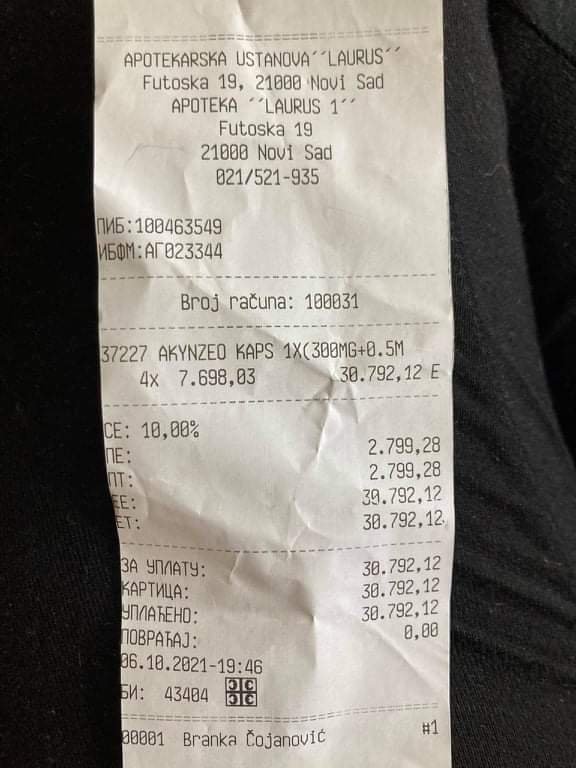 APOTEKARSKA USTANOVA´´LAURUS´´
Futoska 19, 21000 Novi Sad
APOTEKA ´´LAURUS 1´´
Futoska 19
21000 Novi Sad
021/521-935
ПИБ:100463549
ИБФМ:АГ023344
Broj računa: 100031
37227 AKYNZEO KAPS 1X(300MG+0.5M
4x 7.698,03 30.792,12 E
СЕ: 10,00%
ПЕ: 2.799,28
ПТ: 2.799,28
ЕЕ: 30.792,12
ЕТ: 30.792,12
ЗА УПЛАТУ: 30.792,12
КАРТИЦА: 30.792,12
УПЛАЋЕНО: 30.792,12
ПОВРАЋАЈ: 0,00
06.10.2021-19:46
БИ: 43404
00001 Branka Čojanović #1